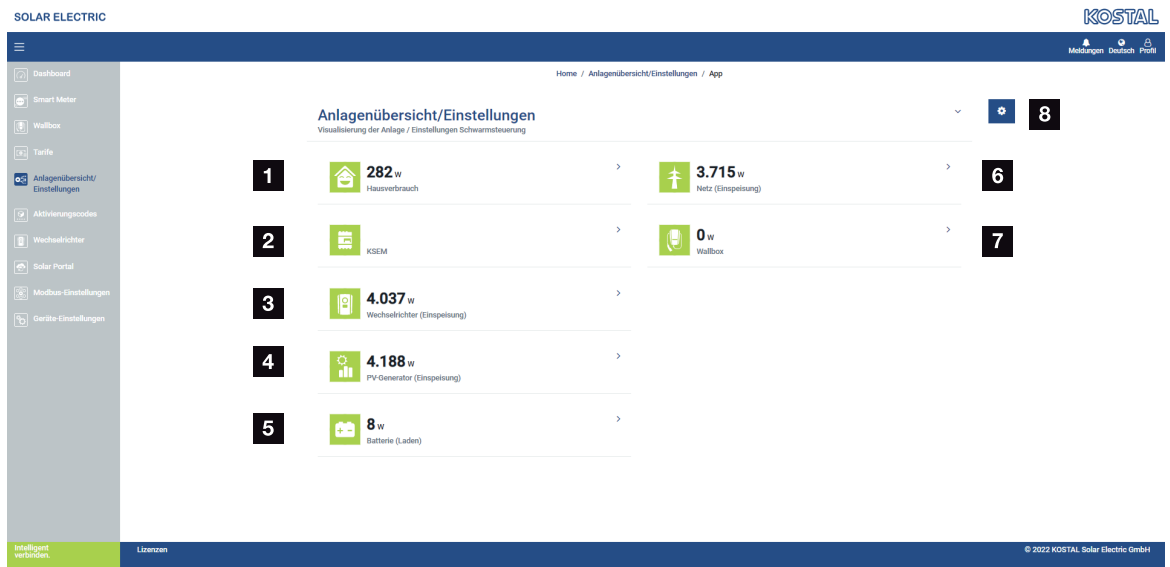 SOLAR ELECTRIC
KOSTAL
Meldungen Deutsch Profil
Dashboard
Smart Meter
Wallbox
Tarife
Anlagenübersicht/
Einstellungen
Aktivierungscodes
Wechselrichter
Solar Portal
Modbus-Einstellungen
Geräte-Einstellungen
Home / Anlagenübersicht/Einstellungen / App
Anlagenübersicht/Einstellungen
Visualisierung der Anlage / Einstellungen Schwarmsteuerung
8
1
282 W
Hausverbrauch
3.715 W
Netz (Einspeisung)
6
2
KSEM
0 W
Wallbox
7
3
4.037 W
Wechselrichter (Einspeisung)
4
4.188 W
PV-Generator (Einspeisung)
5
8 W
Batterie (Laden)
Intelligent
verbinden.
Lizenzen
© 2022 KOSTAL Solar Electric GmbH